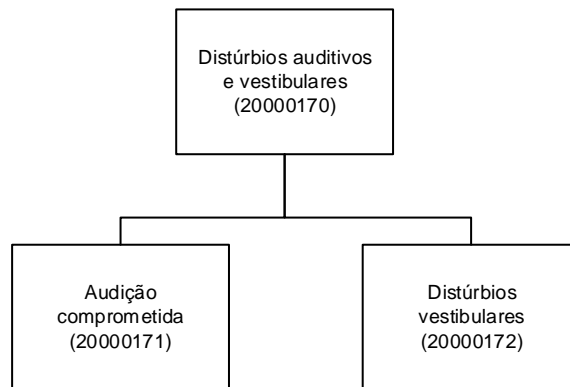 Distúrbios auditivos
e vestibulares
(20000170)
Audição
comprometida
(20000171)
Distúrbios
vestibulares
(20000172)